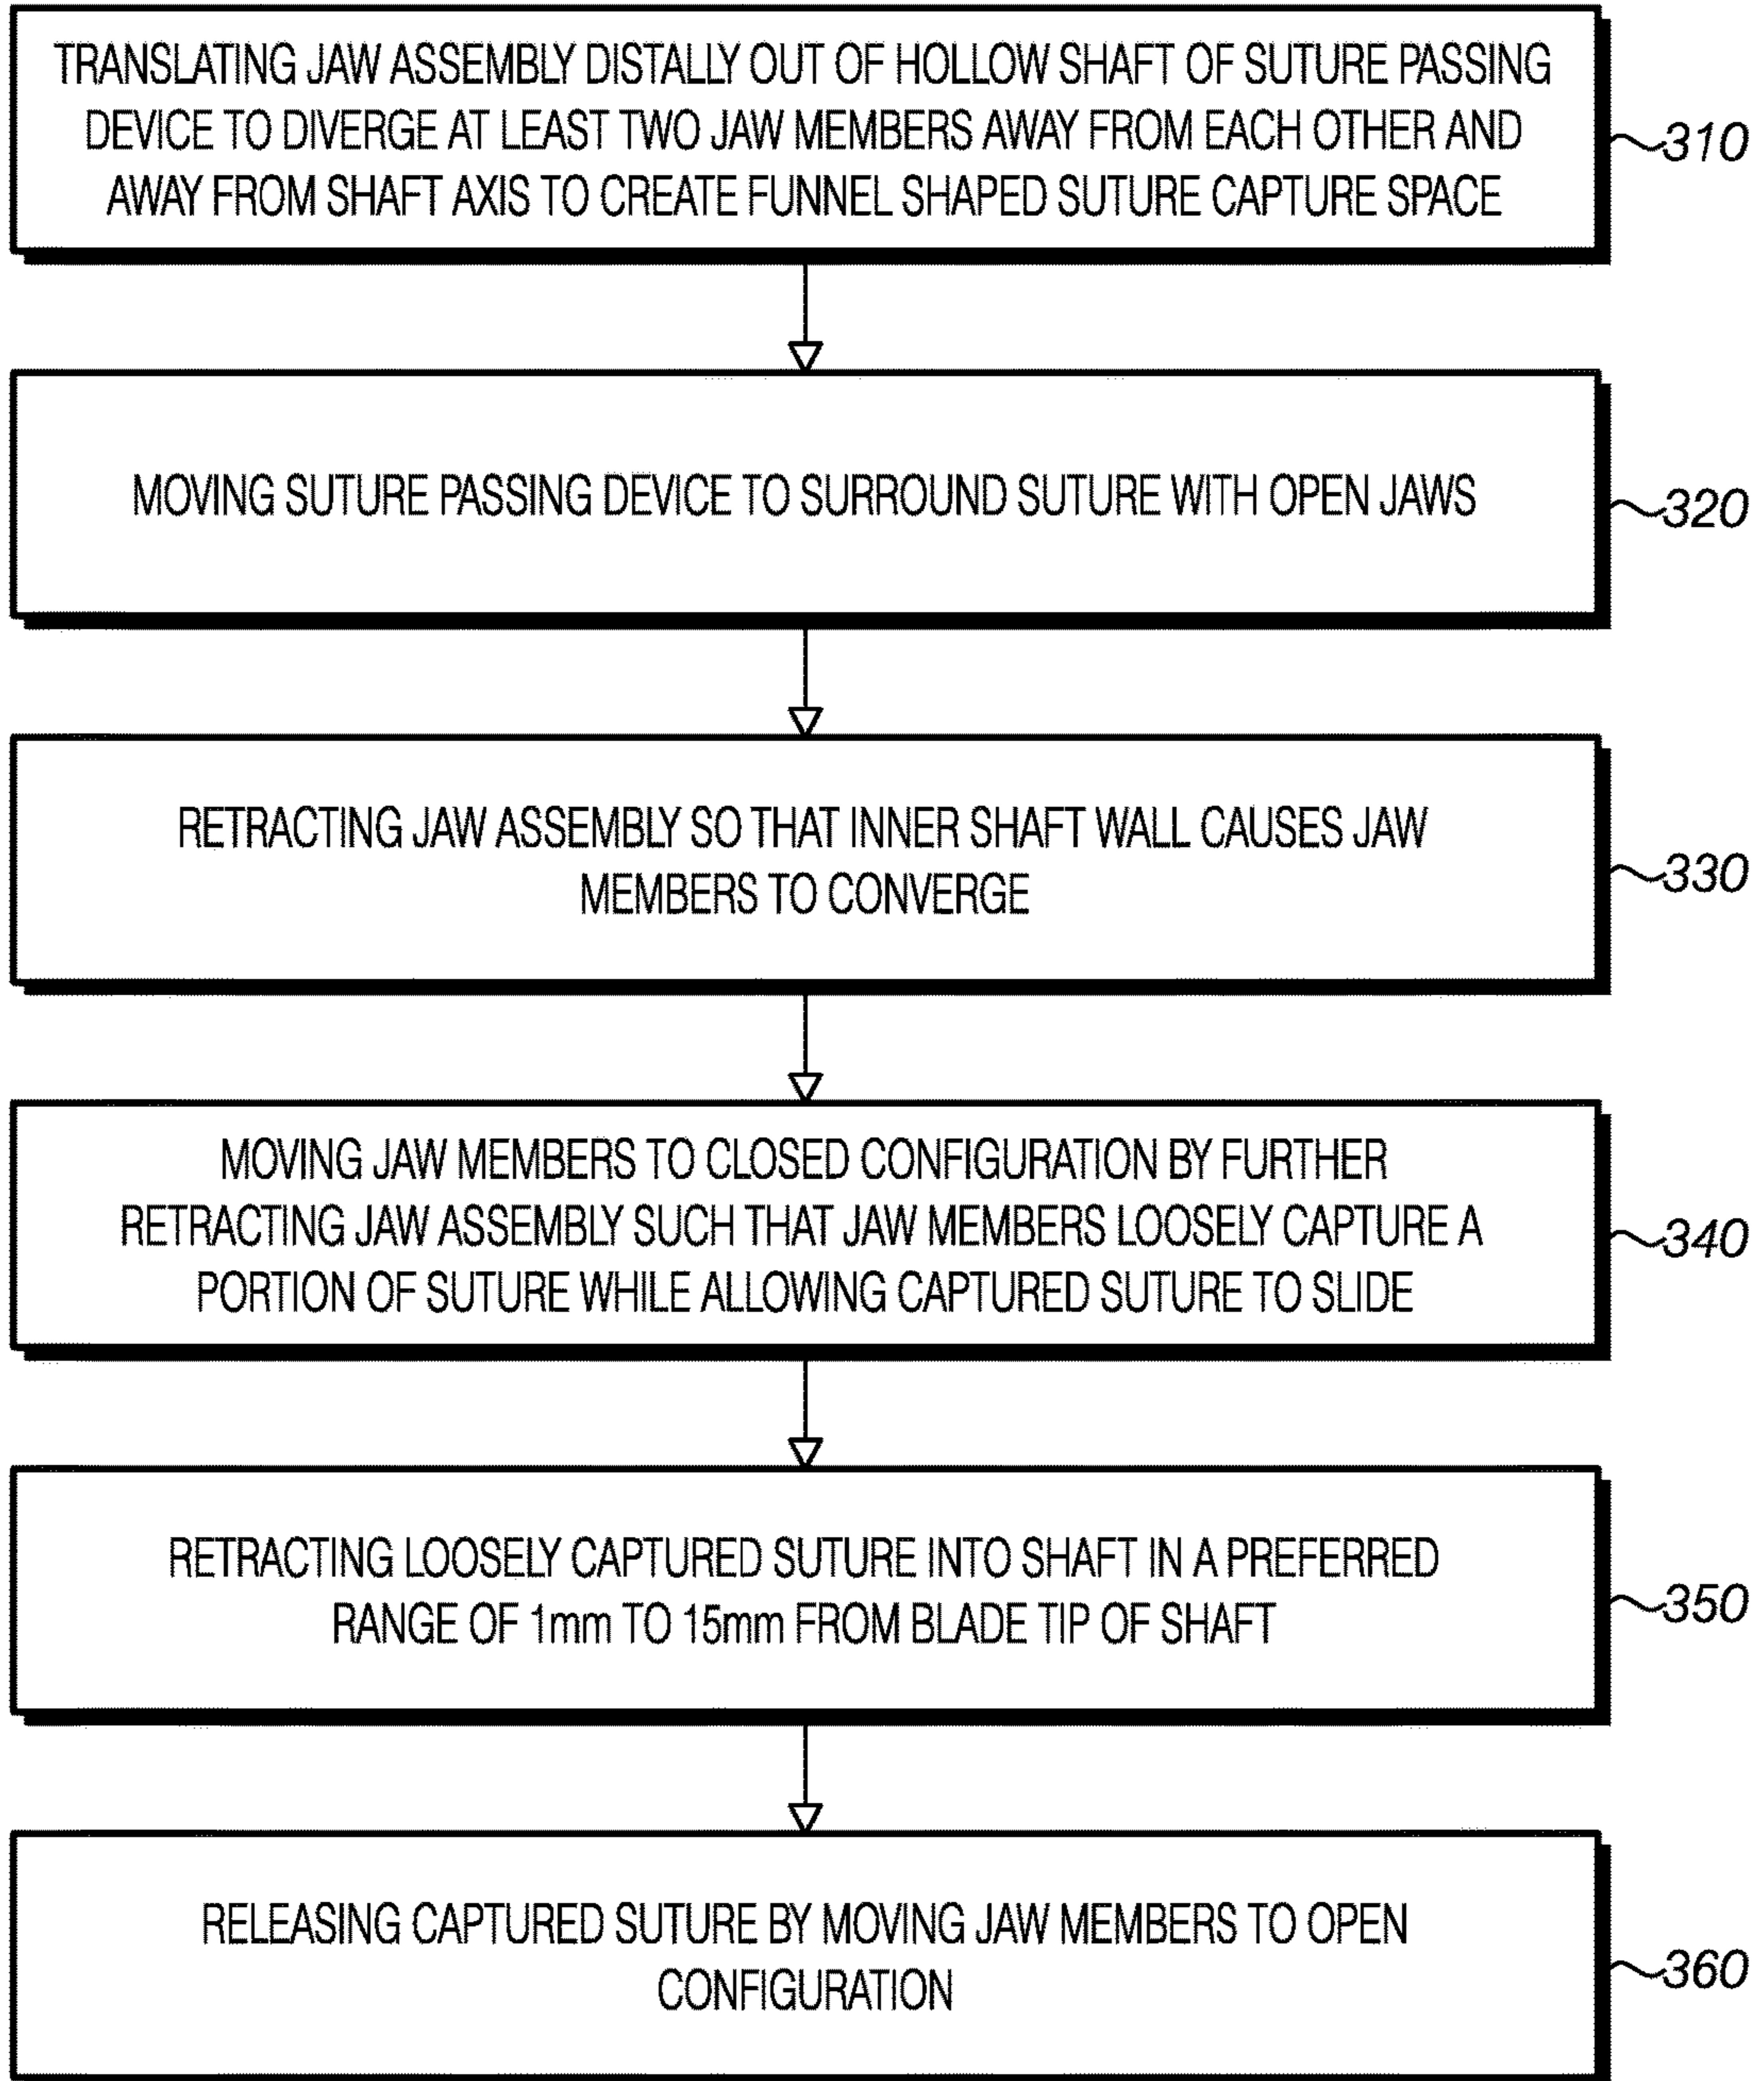 TRANSLATING JAW ASSEMBLY DISTALLY OUT OF HOLLOW SHAFT OF SUTURE PASSING
DEVICE TO DIVERGE AT LEAST TWO JAW MEMBERS AWAY FROM EACH OTHER AND
AWAY FROM SHAFT AXIS TO CREATE FUNNEL SHAPED SUTURE CAPTURE SPACE
310
MOVING SUTURE PASSING DEVICE TO SURROUND SUTURE WITH OPEN JAWS
320
RETRACTING JAW ASSEMBLY SO THAT INNER SHAFT WALL CAUSES JAW
MEMBERS TO CONVERGE
330
MOVING JAW MEMBERS TO CLOSED CONFIGURATION BY FURTHER
RETRACTING JAW ASSEMBLY SUCH THAT JAW MEMBERS LOOSELY CAPTURE A
PORTION OF SUTURE WHILE ALLOWING CAPTURED SUTURE TO SLIDE
340
RETRACTING LOOSELY CAPTURED SUTURE INTO SHAFT IN A PREFERRED
RANGE OF 1mm TO 15mm FROM BLADE TIP OF SHAFT
350
RELEASING CAPTURED SUTURE BY MOVING JAW MEMBERS TO OPEN
CONFIGURATION
360